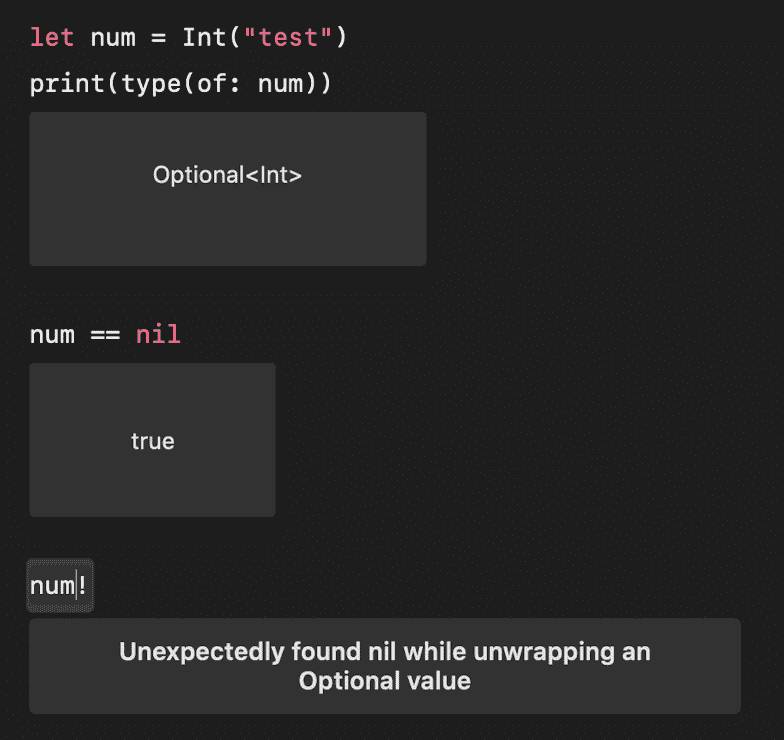 let num = Int("test")
print(type(of: num))
Optional<Int>
num == nil
true
num!
Unexpectedly found nil while unwrapping an
Optional value